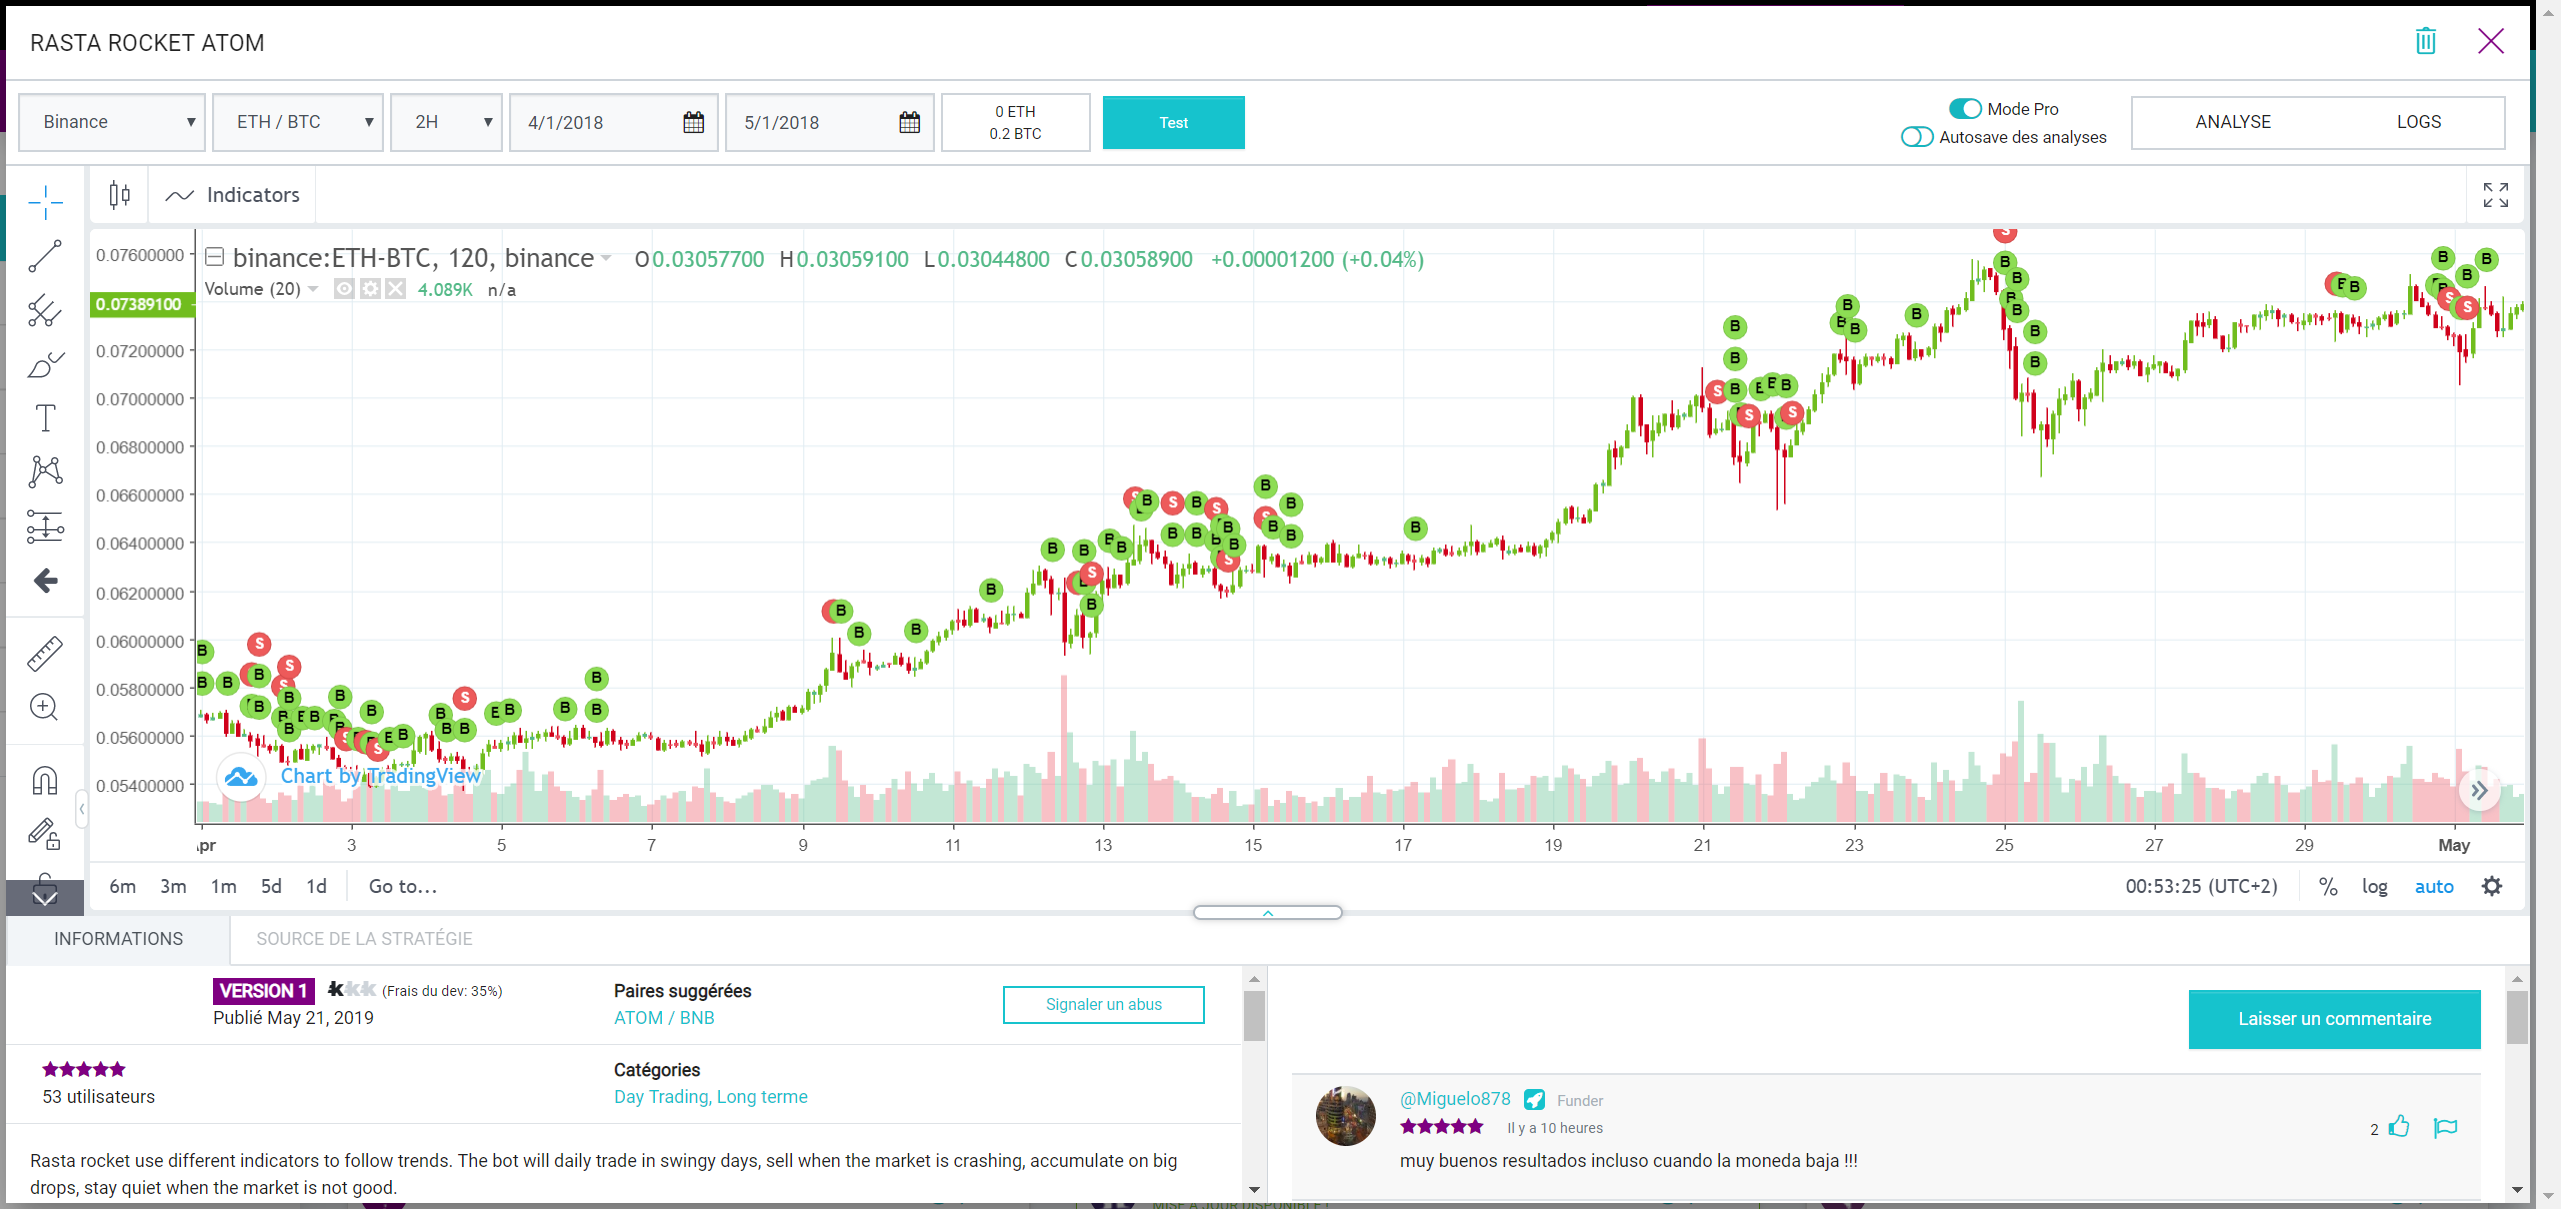 RASTA ROCKET ATOM
Binance
ETH / BTC
2H
4/1/2018
5/1/2018
0 ETH
0.2 BTC
Test
Mode Pro
Autosave des analyses
ANALYSE
LOGS
Indicators
binance:ETH-BTC, 120, binance O0.03057700 H0.03059100 L0.03044800 C0.03058900 +0.00001200 (+0.04%)
Volume (20) 4.089K n/a
0.07600000
0.07389100
0.07200000
0.07000000
0.06800000
0.06600000
0.06400000
0.06200000
0.06000000
0.05800000
0.05600000
0.05400000
Chart by TradingView
Apr 3 5 7 9 11 13 15 17 19 21 23 25 27 29 May
6m 3m 1m 5d 1d Go to...
00:53:25 (UTC+2) % log auto
INFORMATIONS
SOURCE DE LA STRATÉGIE
VERSION 1 (Frais du dev: 35%)
Publié May 21, 2019
Paires suggérées
ATOM / BNB
Signaler un abus
53 utilisateurs
Catégories
Day Trading, Long terme
Rasta rocket use different indicators to follow trends. The bot will daily trade in swingy days, sell when the market is crashing, accumulate on big
drops, stay quiet when the market is not good.
Laisser un commentaire
@Miguelo878 Funder
Il y a 10 heures
2
muy buenos resultados incluso cuando la moneda baja !!!
MISE À JOUR DISPONIBLE !